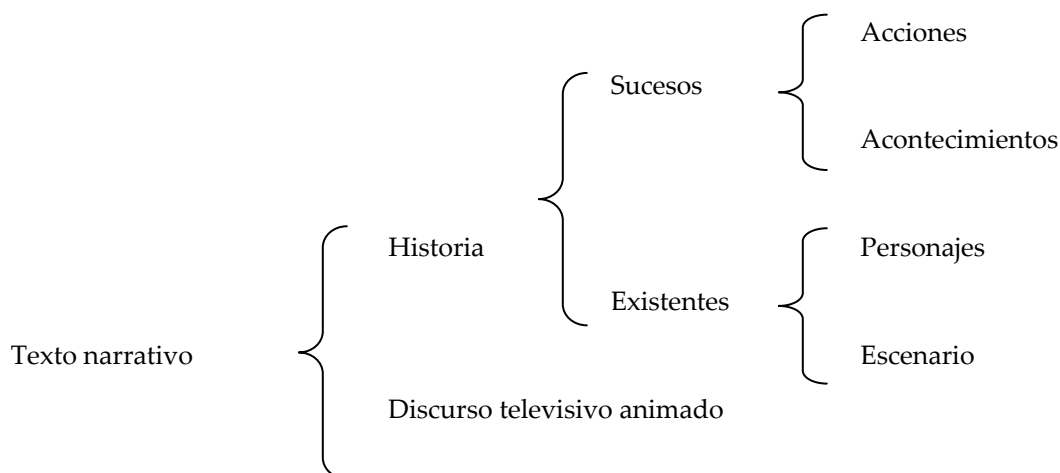 Acciones
Sucesos
Acontecimientos
Historia
Personajes
Existentes
Texto narrativo
Escenario
Discurso televisivo animado